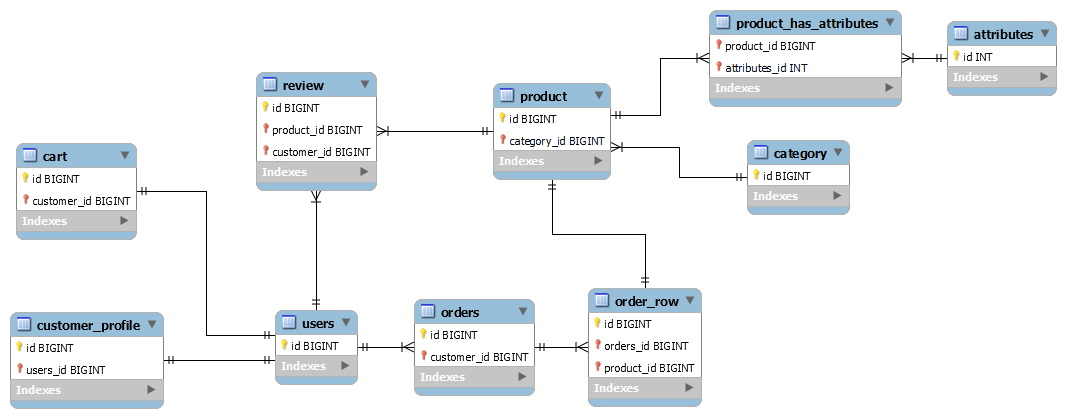 product_has_attributes
product_id BIGINT
attributes_id INT
Indexes
attributes
id INT
Indexes
review
id BIGINT
product_id BIGINT
customer_id BIGINT
Indexes
product
id BIGINT
category_id BIGINT
Indexes
cart
id BIGINT
customer_id BIGINT
Indexes
category
id BIGINT
Indexes
customer_profile
id BIGINT
users_id BIGINT
Indexes
users
id BIGINT
Indexes
orders
id BIGINT
customer_id BIGINT
Indexes
order_row
id BIGINT
orders_id BIGINT
product_id BIGINT
Indexes